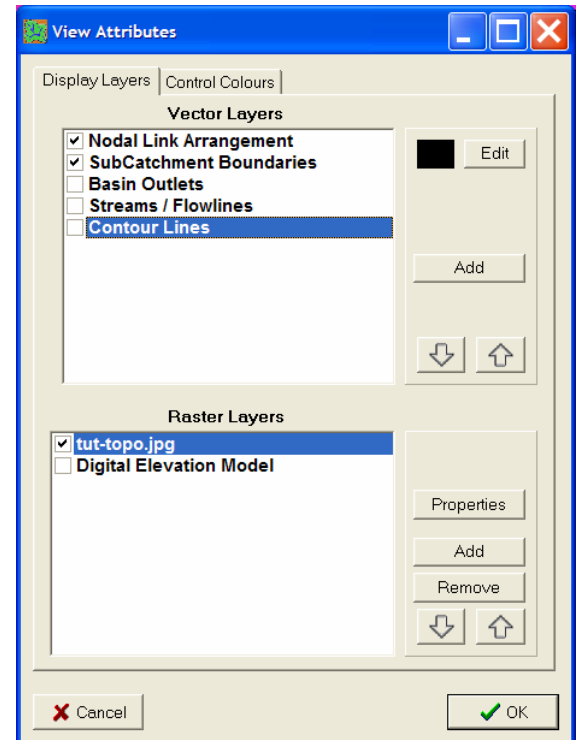 View Attributes
Display Layers Control Colours
Vector Layers
Nodal Link Arrangement
SubCatchment Boundaries
Basin Outlets
Streams / Flowlines
Contour Lines
Edit
Add
Raster Layers
tut-topo.jpg
Digital Elevation Model
Properties
Add
Remove
Cancel
OK